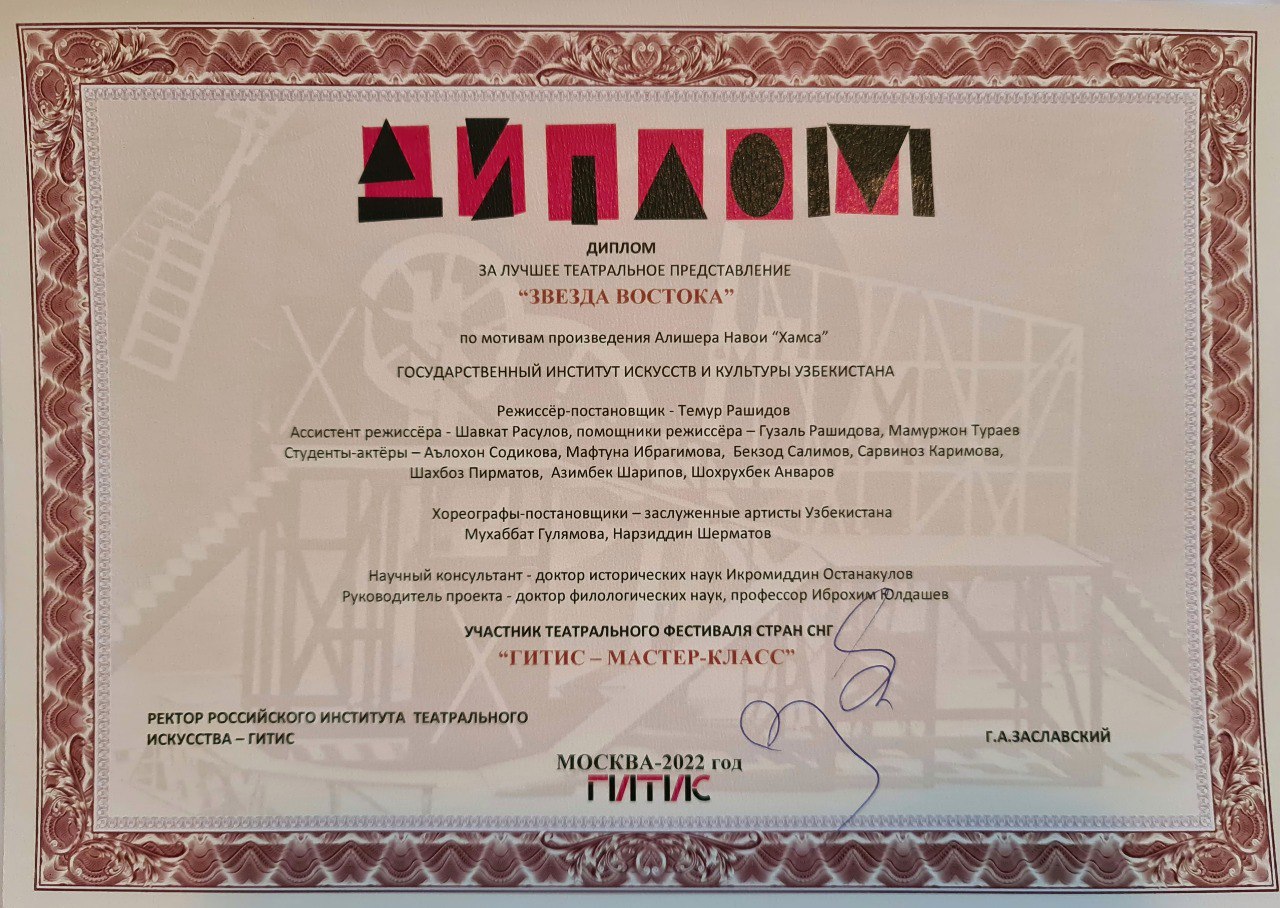 ДИПЛОМ
ДИПЛОМ
ЗА ЛУЧШЕЕ ТЕАТРАЛЬНОЕ ПРЕДСТАВЛЕНИЕ
“ЗВЕЗДА ВОСТОКА”
по мотивам произведения Алишера Навои “Хамса”
ГОСУДАРСТВЕННЫЙ ИНСТИТУТ ИСКУССТВ И КУЛЬТУРЫ УЗБЕКИСТАНА
Режиссёр-постановщик - Темур Рашидов
Ассистент режиссёра - Шавкат Расулов, помощники режиссёра – Гузаль Рашидова, Мамуржон Тураев
Студенты-актёры – Аълохон Содикова, Мафтуна Ибрагимова, Бекзод Салимов, Сарвиноз Каримова,
Шахбоз Пирматов, Азимбек Шарипов, Шохрухбек Анваров
Хореографы-постановщики – заслуженные артисты Узбекистана
Мухаббат Гулямова, Нарзиддин Шерматов
Научный консультант - доктор исторических наук Икромиддин Останакулов
Руководитель проекта - доктор филологических наук, профессор Иброхим Юлдашев
УЧАСТНИК ТЕАТРАЛЬНОГО ФЕСТИВАЛЯ СТРАН СНГ
“ГИТИС – МАСТЕР-КЛАСС”
РЕКТОР РОССИЙСКОГО ИНСТИТУТА ТЕАТРАЛЬНОГО
ИСКУССТВА – ГИТИС
Г.А.ЗАСЛАВСКИЙ
МОСКВА-2022 год
ГИТИС